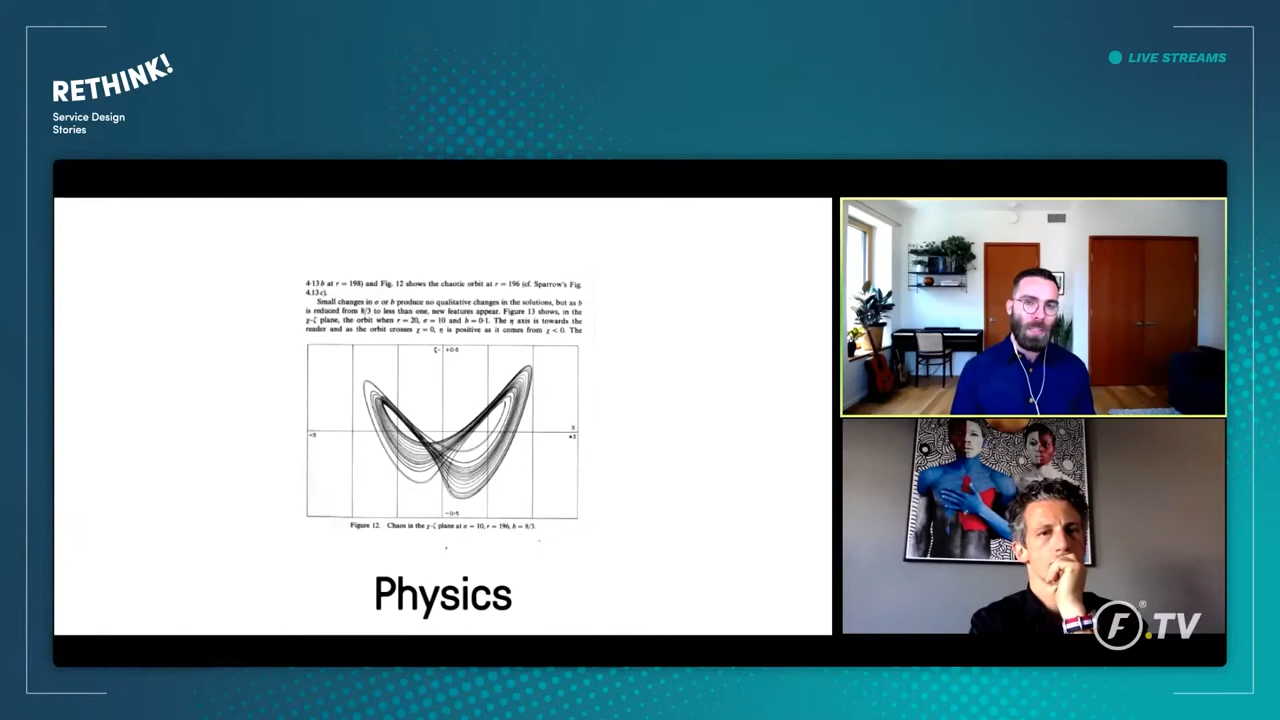 RETHINK!
Service Design
Stories
LIVE STREAMS
4·13b at r = 198) and Fig. 12 shows the chaotic orbit at r = 196 (cf. Sparrow's Fig.
4.13c).
Small changes in σ or b produce no qualitative changes in the solutions, but as b
is reduced from 8/3 to less than one, new features appear. Figure 13 shows, in the
χ-ζ plane, the orbit when r = 20, σ = 10 and b = 0·1. The η axis is towards the
reader and as the orbit crosses χ = 0, η is positive as it comes from χ < 0. The
ζ- +0·5
X
-3 +3
-0·5
Figure 12. Chaos in the χ-ζ plane at σ = 10, r = 196, b = 8/3.
Physics
F®.TV